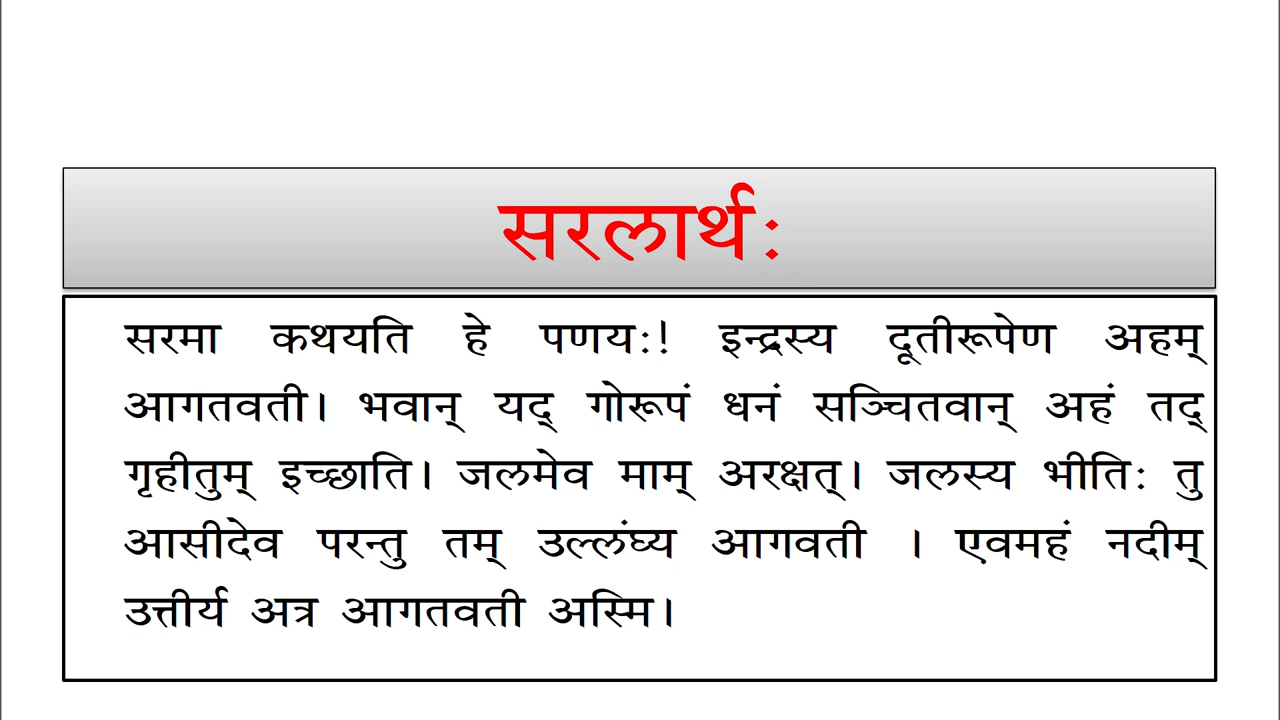 सरलार्थः
सरमा कथयति हे पणयः! इन्द्रस्य दूतीरूपेण अहम्
आगतवती। भवान् यद् गोरूपं धनं सञ्चितवान् अहं तद्
गृहीतुम् इच्छाति। जलमेव माम् अरक्षत्। जलस्य भीतिः तु
आसीदेव परन्तु तम् उल्लंघ्य आगवती । एवमहं नदीम्
उत्तीर्य अत्र आगतवती अस्मि।